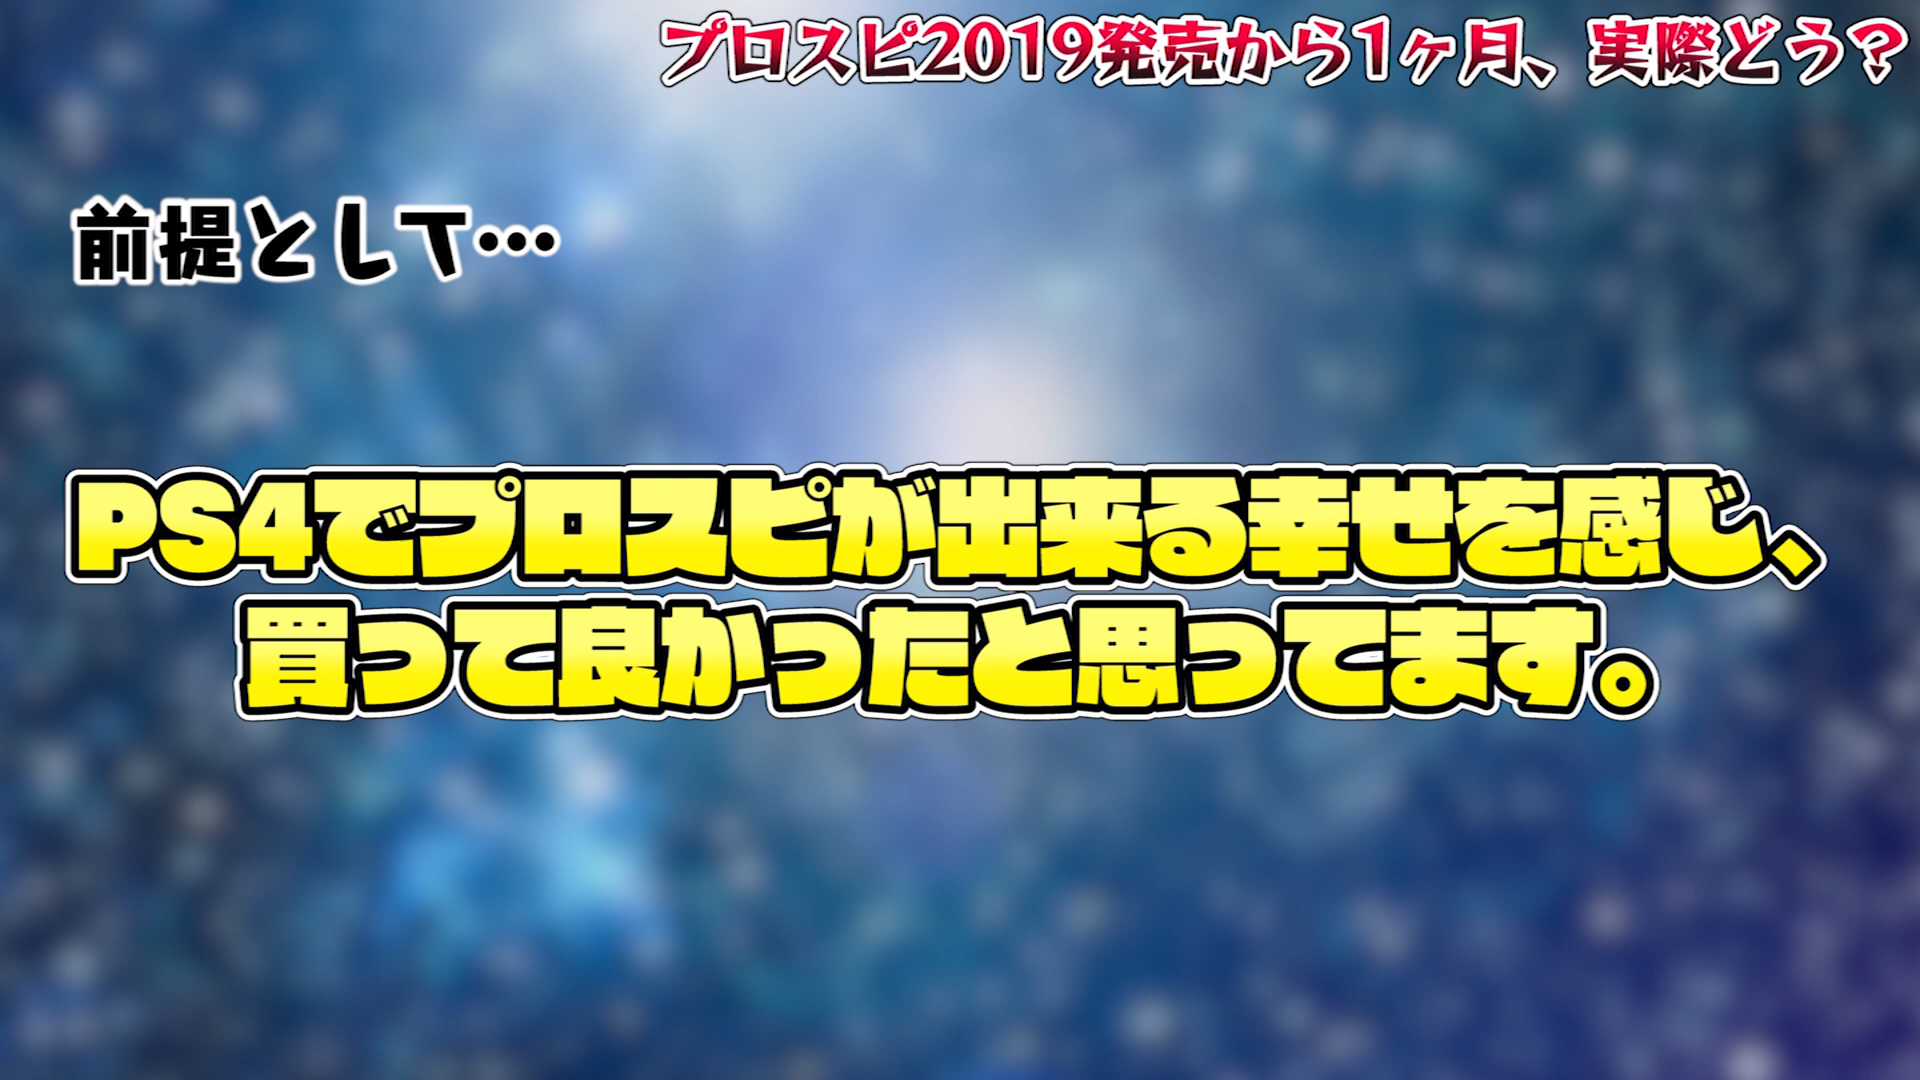 プロスピ2019発売から1ヶ月、実際どう？
前提として…
PS4でプロスピが出来る幸せを感じ、
買って良かったと思ってます。